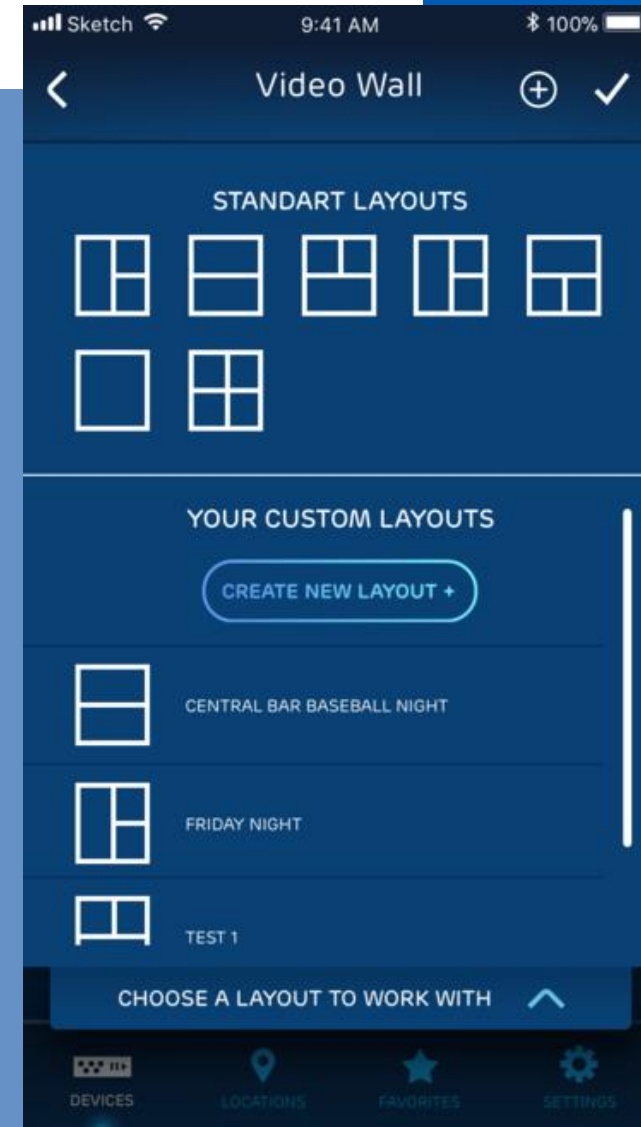 Sketch 9:41 AM 100%
Video Wall
STANDART LAYOUTS
YOUR CUSTOM LAYOUTS
CREATE NEW LAYOUT +
CENTRAL BAR BASEBALL NIGHT
FRIDAY NIGHT
TEST 1
CHOOSE A LAYOUT TO WORK WITH
DEVICES LOCATIONS FAVORITES SETTINGS